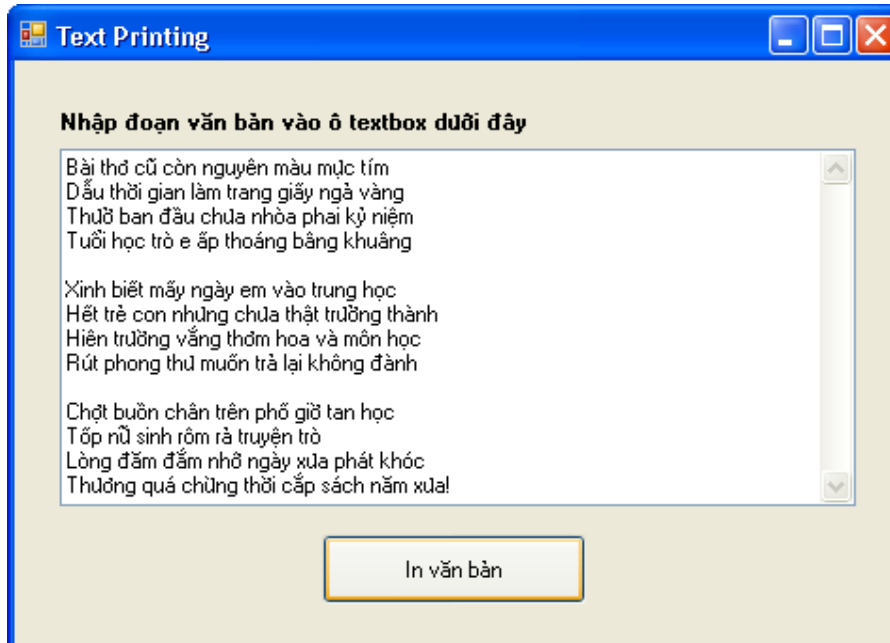 Text Printing
Nhập đoạn văn bản vào ô textbox dưới đây
Bài thơ cũ còn nguyên màu mực tím
Dẫu thời gian làm trang giấy ngả vàng
Thuở ban đầu chưa nhòa phai kỷ niệm
Tuổi học trò e ấp thoáng bâng khuâng

Xinh biết mấy ngày em vào trung học
Hết trẻ con nhưng chưa thật trưởng thành
Hiên trường vắng thơm hoa và môn học
Rút phong thư muốn trả lại không đành

Chợt buồn chân trên phố giờ tan học
Tốp nữ sinh rôm rả truyện trò
Lòng đăm đắm nhớ ngày xưa phát khóc
Thương quá chừng thời cắp sách năm xưa!
In văn bản